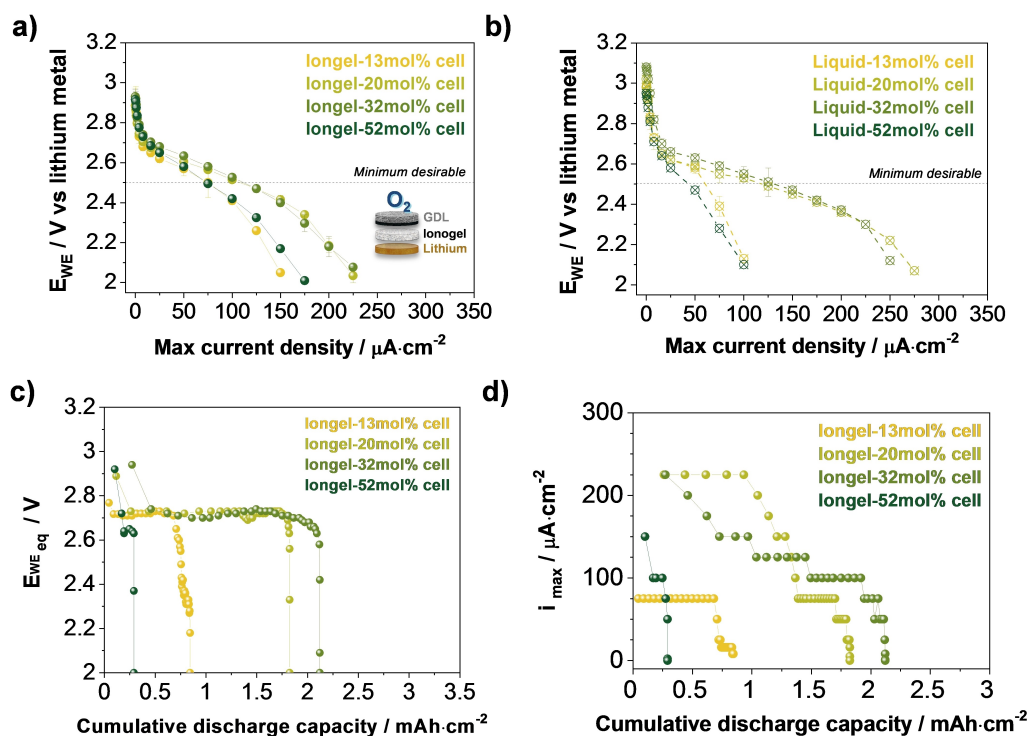 a)
E_WE / V vs lithium metal
3.2
3
2.8
2.6
2.4
2.2
2
Iongel-13mol% cell
Iongel-20mol% cell
Iongel-32mol% cell
Iongel-52mol% cell
Minimum desirable
O₂
GDL
Ionogel
Lithium
0 50 100 150 200 250 300 350
Max current density / μA·cm⁻²
b)
E_WE / V vs lithium metal
3.2
3
2.8
2.6
2.4
2.2
2
Liquid-13mol% cell
Liquid-20mol% cell
Liquid-32mol% cell
Liquid-52mol% cell
Minimum desirable
0 50 100 150 200 250 300 350
Max current density / μA·cm⁻²
c)
E_WE eq / V
3.2
3
2.8
2.6
2.4
2.2
2
Iongel-13mol% cell
Iongel-20mol% cell
Iongel-32mol% cell
Iongel-52mol% cell
0 0.5 1 1.5 2 2.5 3 3.5
Cumulative discharge capacity / mAh·cm⁻²
d)
i max / μA·cm⁻²
300
200
100
0
Iongel-13mol% cell
Iongel-20mol% cell
Iongel-32mol% cell
Iongel-52mol% cell
0 0.5 1 1.5 2 2.5 3
Cumulative discharge capacity / mAh·cm⁻²